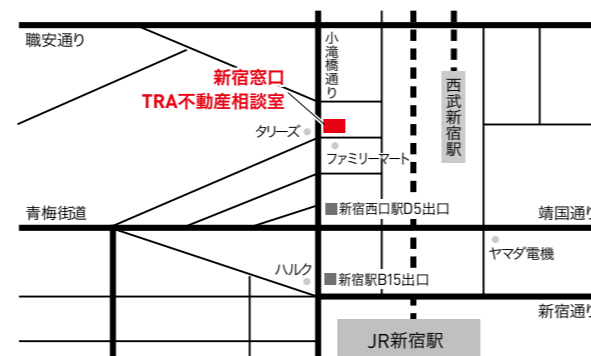 職安通り
小滝橋通り
新宿窓口
TRA不動産相談室
西武新宿駅
タリーズ
ファミリーマート
青梅街道
■新宿西口駅D5出口
靖国通り
ヤマダ電機
ハルク
■新宿駅B15出口
新宿通り
JR新宿駅